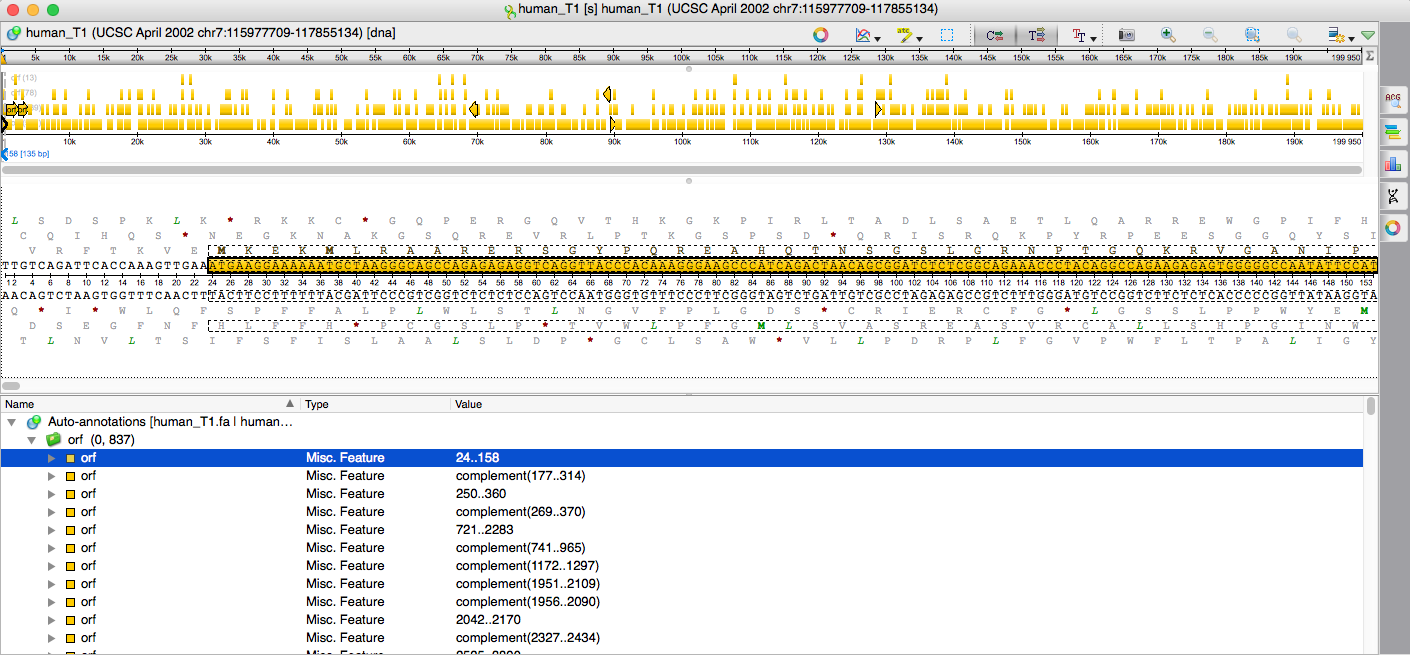 human_T1 [s] human_T1 (UCSC April 2002 chr7:115977709-117855134)
human_T1 (UCSC April 2002 chr7:115977709-117855134) [dna]
5k 10k 15k 20k 25k 30k 35k 40k 45k 50k 55k 60k 65k 70k 75k 80k 85k 90k 95k 100k 105k 110k 115k 120k 125k 130k 135k 140k 145k 150k 155k 160k 165k 170k 175k 180k 185k 190k 199 950
orf (13)
10k 20k 30k 40k 50k 60k 70k 80k 90k 100k 110k 120k 130k 140k 150k 160k 170k 180k 190k 199 950
158 [135 bp]
L S D S P K L K * R K K C * G Q P E R G Q V T H K G K P I R L T A D L S A E T L Q A R R E W G P I F H
C Q I H Q S * N E G K N A K G S Q R E V R L P T K G S P S D * Q R I S R Q K P Y R P E E S G G Q Y S I
V R F T K V E M K E K M L R A A R E R S G Y P Q R E A H Q T N S G S L G R N P T G Q K R V G A N I P
2 4 6 8 10 12 14 16 18 20 22 24 26 28 30 32 34 36 38 40 42 44 46 48 50 52 54 56 58 60 62 64 66 68 70 72 74 76 78 80 82 84 86 88 90 92 94 96 98 100 102 104 106 108 110 112 114 116 118 120 122 124 126 128 130 132 134 136 138 140 142 144 146 148 150 153
Q * I * W L Q F S P F F A L P L W L S T L N G V F P L G D S * C R I E R C F G * L G S S L P P W Y E M
D S E G F N F H L F F H * P C G S L P * T V W L P F G M L S V A S R E A S V R C A L L S H P G I N W
T L N V L T S I F S F I S L A A L S L D P * G C L S A W * V L L P D R P L F G V P W F L T P A L I G Y
Name Type Value
Auto-annotations [human_T1.fa | human…
orf (0, 837)
orf Misc. Feature 24..158
orf Misc. Feature complement(177..314)
orf Misc. Feature 250..360
orf Misc. Feature complement(269..370)
orf Misc. Feature 721..2283
orf Misc. Feature complement(741..965)
orf Misc. Feature complement(1172..1297)
orf Misc. Feature complement(1951..2109)
orf Misc. Feature complement(1956..2090)
orf Misc. Feature 2042..2170
orf Misc. Feature complement(2327..2434)